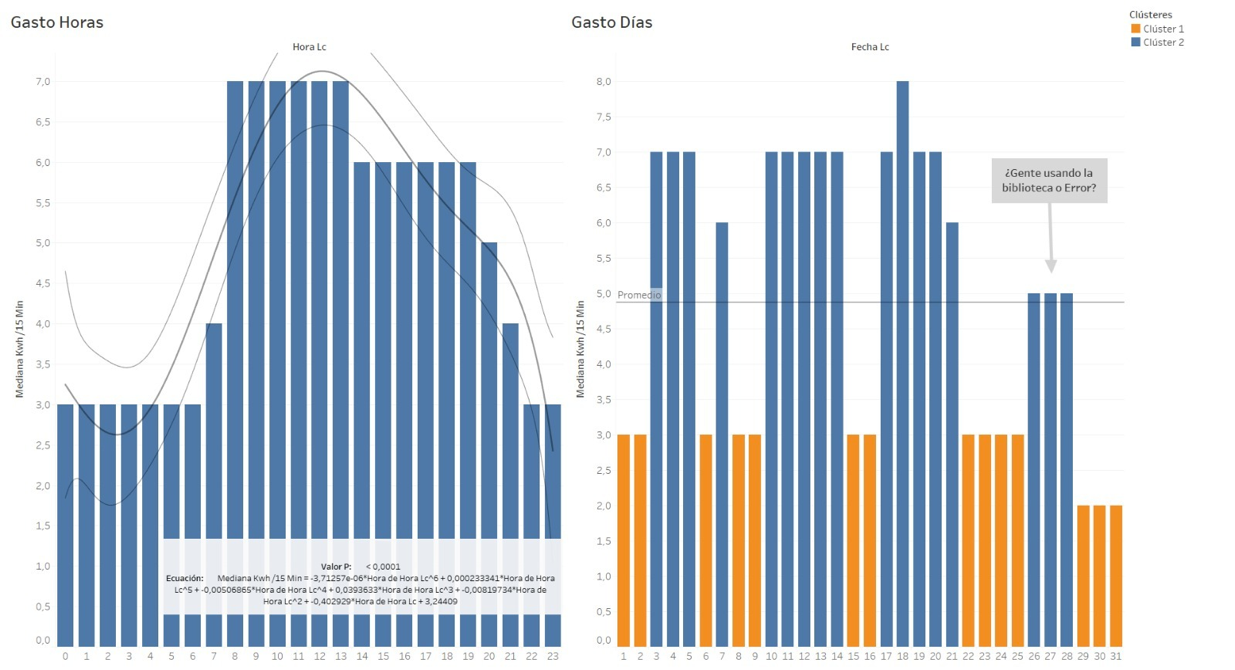 Gasto Horas
Hora Lc
Mediana Kwh /15 Min
7,0
6,5
6,0
5,5
5,0
4,5
4,0
3,5
3,0
2,5
2,0
1,5
1,0
0,5
0,0
Valor P: < 0,0001
Ecuación: Mediana Kwh /15 Min = -3,71257e-06*Hora de Hora Lc^6 + 0,000233341*Hora de Hora
Lc^5 + -0,00506865*Hora de Hora Lc^4 + 0,0393633*Hora de Hora Lc^3 + -0,00819734*Hora de
Hora Lc^2 + -0,402929*Hora de Hora Lc + 3,24409
0 1 2 3 4 5 6 7 8 9 10 11 12 13 14 15 16 17 18 19 20 21 22 23
Gasto Días
Fecha Lc
Mediana Kwh /15 Min
8,0
7,5
7,0
6,5
6,0
5,5
5,0
4,5
4,0
3,5
3,0
2,5
2,0
1,5
1,0
0,5
0,0
Promedio
¿Gente usando la
biblioteca o Error?
1 2 3 4 5 6 7 8 9 10 11 12 13 14 15 16 17 18 19 20 21 22 23 24 25 26 27 28 29 30 31
Clústeres
Clúster 1
Clúster 2